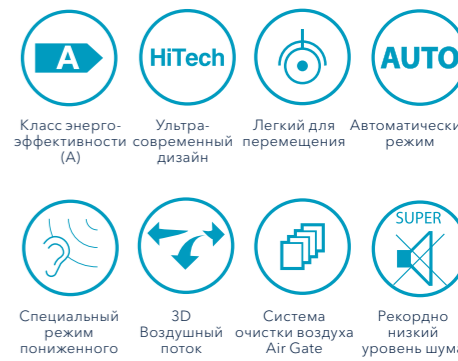 A
HiTech
AUTO
Класс энерго-
эффективности
(A)
Ультра-
современный
дизайн
Легкий для
перемещения
Автоматически
режим
SUPER
Специальный
режим
пониженного
3D
Воздушный
поток
Система
очистки воздуха
Air Gate
Рекордно
низкий
уровень шума